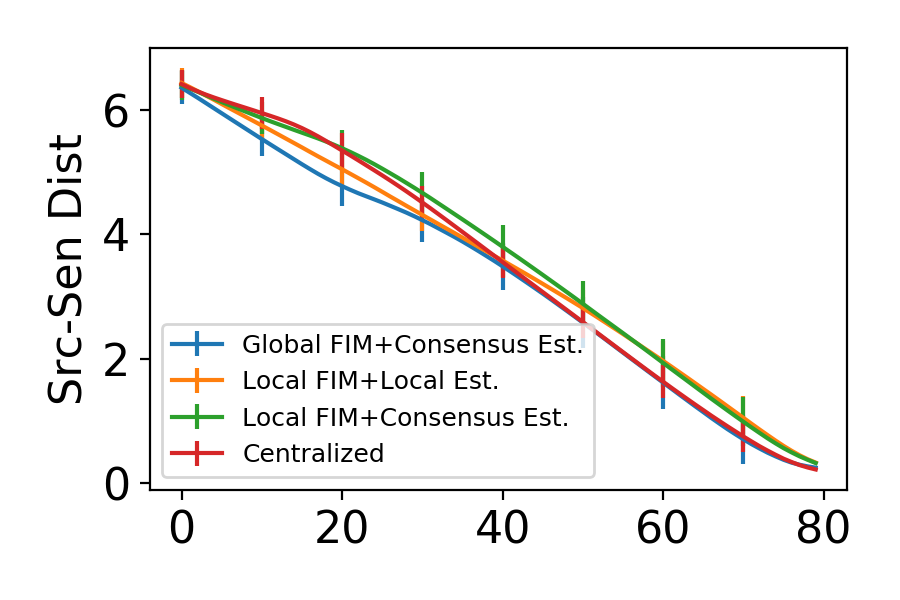 Src-Sen Dist
6
4
2
0
Global FIM+Consensus Est.
Local FIM+Local Est.
Local FIM+Consensus Est.
Centralized
0 20 40 60 80